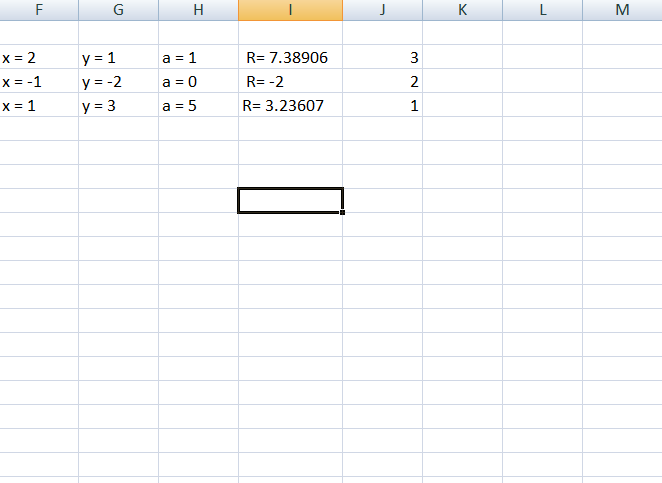 F G H I J K L M
x = 2 y = 1 a = 1 R= 7.38906 3
x = -1 y = -2 a = 0 R= -2 2
x = 1 y = 3 a = 5 R= 3.23607 1